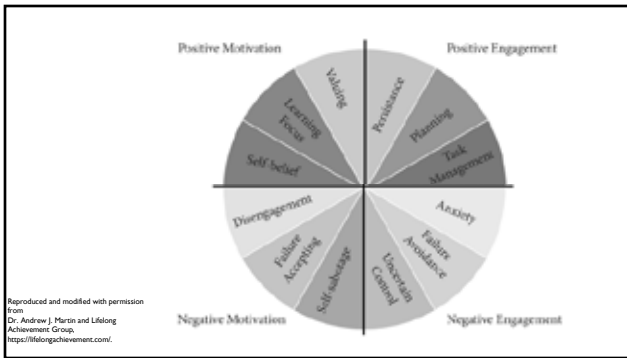 Positive Motivation
Positive Engagement
Valuing
Persistance
Learning
Focus
Planning
Self-belief
Task
Management
Disengagement
Anxiety
Failure
Accepting
Failure
Avoidance
Self-sabotage
Uncertain
Control
Reproduced and modified with permission
from
Dr. Andrew J. Martin and Lifelong
Achievement Group,
https://lifelongachievement.com/.
Negative Motivation
Negative Engagement